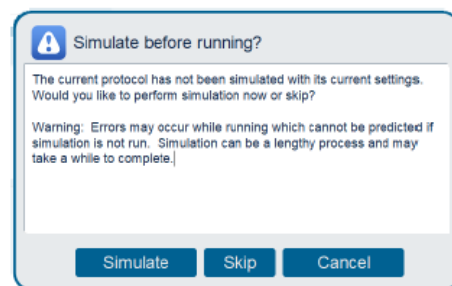 Simulate before running?
The current protocol has not been simulated with its current settings.
Would you like to perform simulation now or skip?
Warning:  Errors may occur while running which cannot be predicted if
simulation is not run.  Simulation can be a lengthy process and may
take a while to complete.
Simulate Skip Cancel